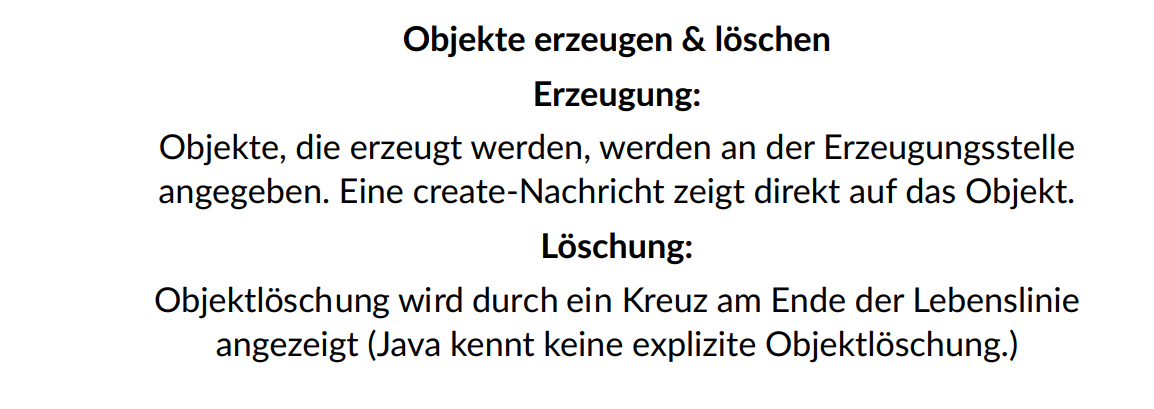 Objekte erzeugen & löschen
Erzeugung:
Objekte, die erzeugt werden, werden an der Erzeugungsstelle
angegeben. Eine create-Nachricht zeigt direkt auf das Objekt.
Löschung:
Objektlöschung wird durch ein Kreuz am Ende der Lebenslinie
angezeigt (Java kennt keine explizite Objektlöschung.)